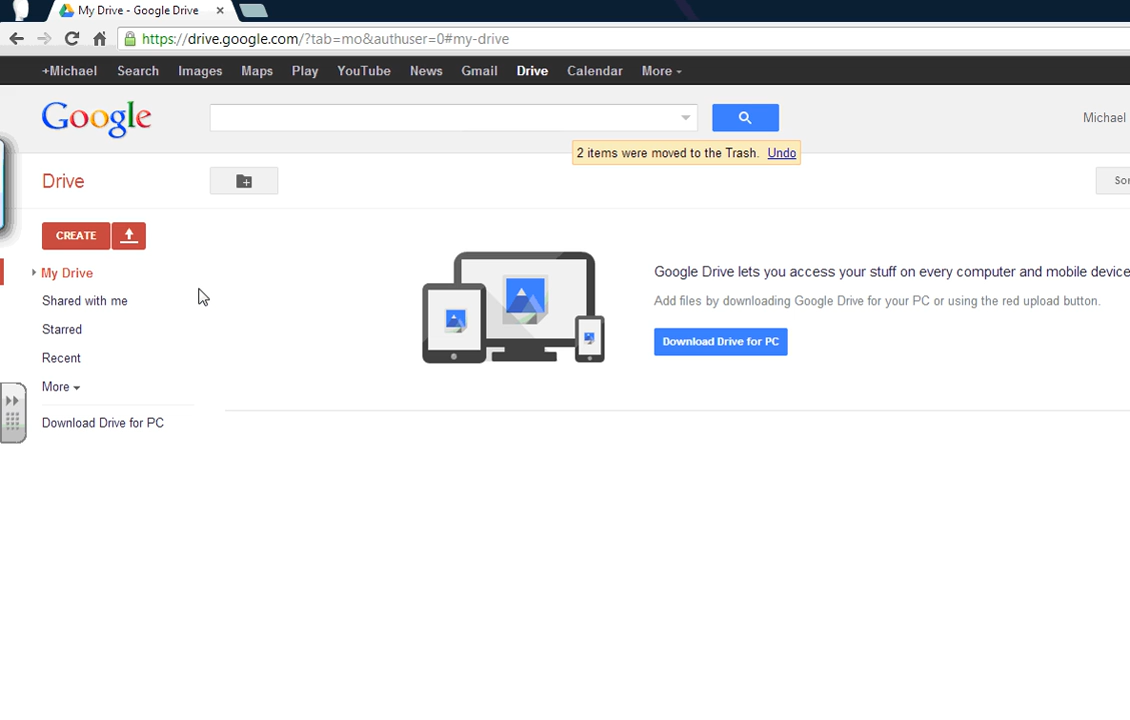 My Drive - Google Drive
https://drive.google.com/?tab=mo&authuser=0#my-drive
+Michael Search Images Maps Play YouTube News Gmail Drive Calendar More
Google
Michael
2 items were moved to the Trash. Undo
Drive
Sor
CREATE
My Drive
Google Drive lets you access your stuff on every computer and mobile device
Shared with me
Add files by downloading Google Drive for your PC or using the red upload button.
Starred
Download Drive for PC
Recent
More
Download Drive for PC